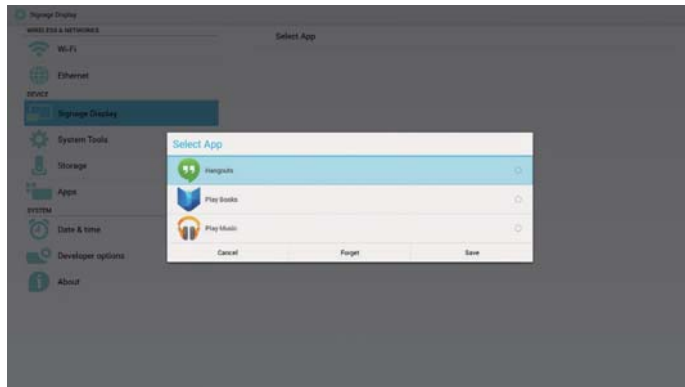 Signage Display
WIRELESS & NETWORKS
Select App
Wi-Fi
Ethernet
DEVICE
Signage Display
System Tools
Storage
Apps
SYSTEM
Date & time
Developer options
About
Select App
Hangouts
Play Books
Play Music
Cancel
Forget
Save